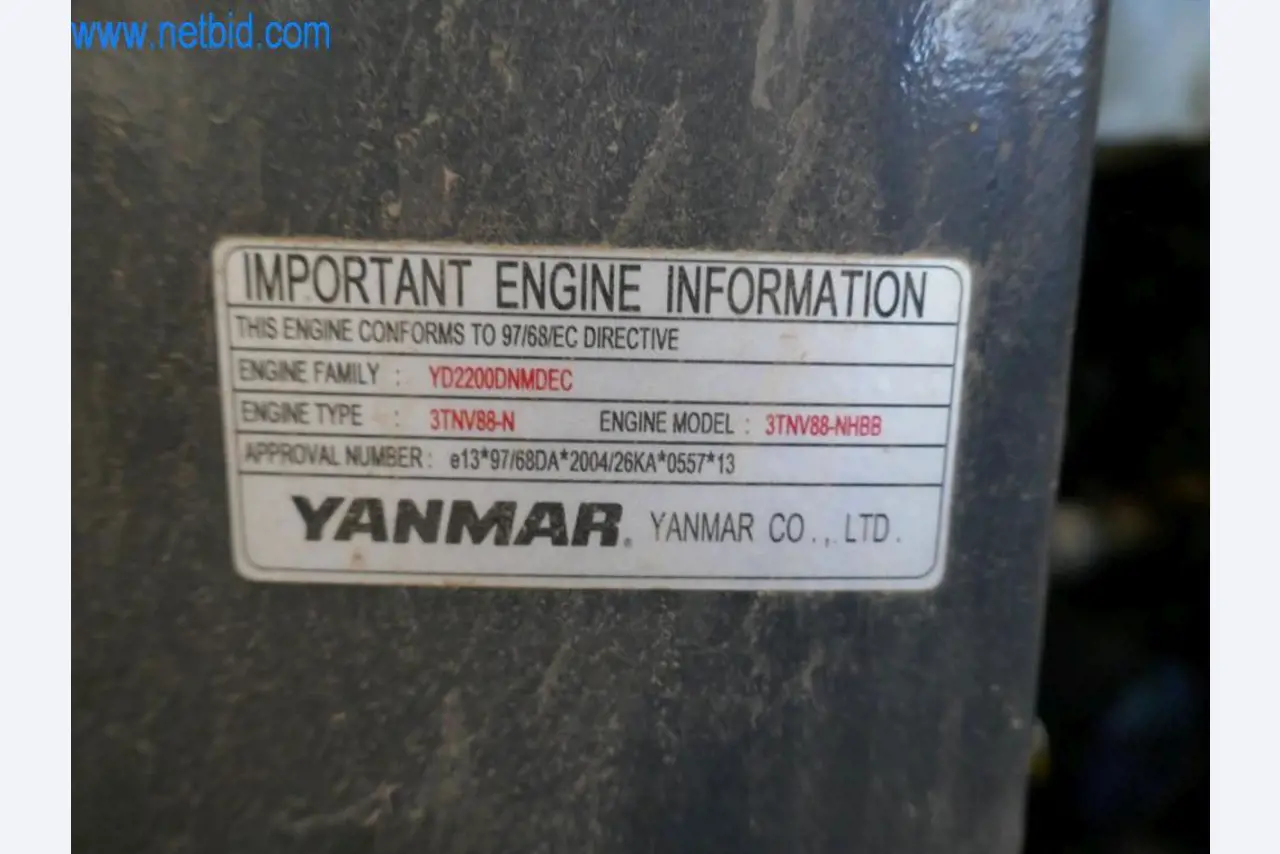 www.netbid.com
IMPORTANT ENGINE INFORMATION
THIS ENGINE CONFORMS TO 97/68/EC DIRECTIVE
ENGINE FAMILY : YD2200DNMDEC
ENGINE TYPE : 3TNV88-N ENGINE MODEL : 3TNV88-NHBB
APPROVAL NUMBER : e13*97/68DA*2004/26KA*0557*13
YANMAR. YANMAR CO., LTD.